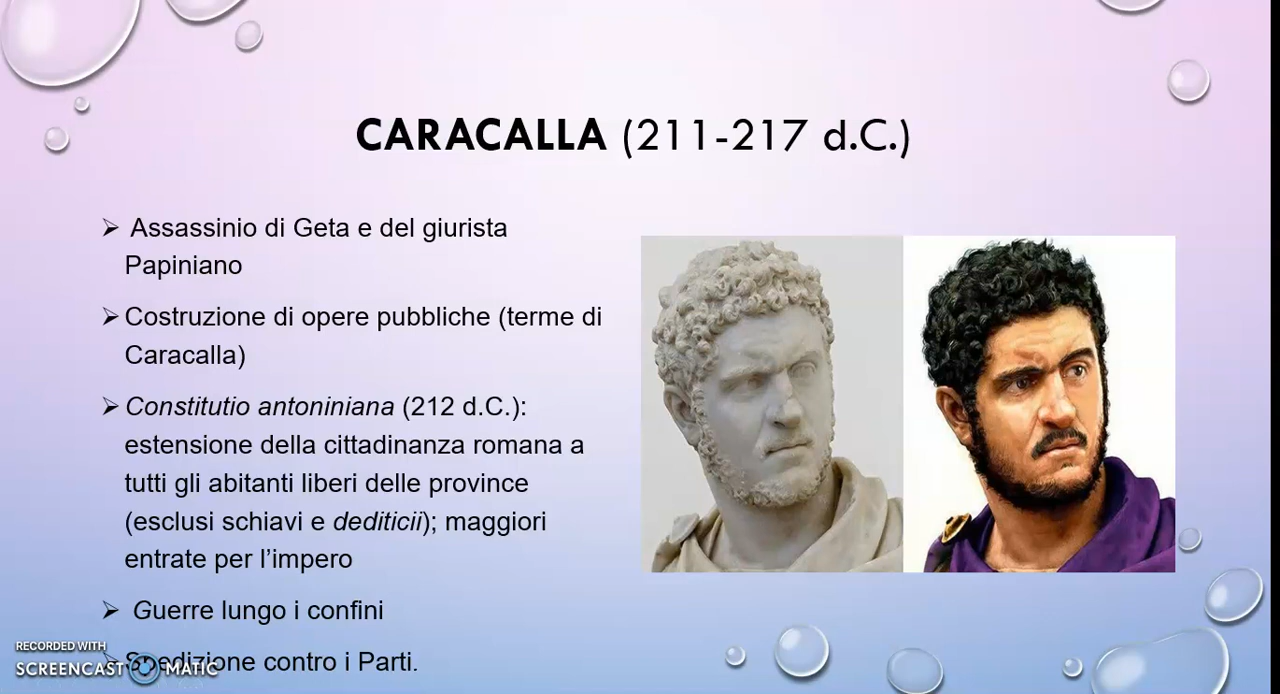 CARACALLA (211-217 d.C.)
➢ Assassinio di Geta e del giurista
Papiniano
➢ Costruzione di opere pubbliche (terme di
Caracalla)
➢ Constitutio antoniniana (212 d.C.):
estensione della cittadinanza romana a
tutti gli abitanti liberi delle province
(esclusi schiavi e dediticii); maggiori
entrate per l’impero
➢ Guerre lungo i confini
➢ Spedizione contro i Parti.
RECORDED WITH
SCREENCAST MATIC